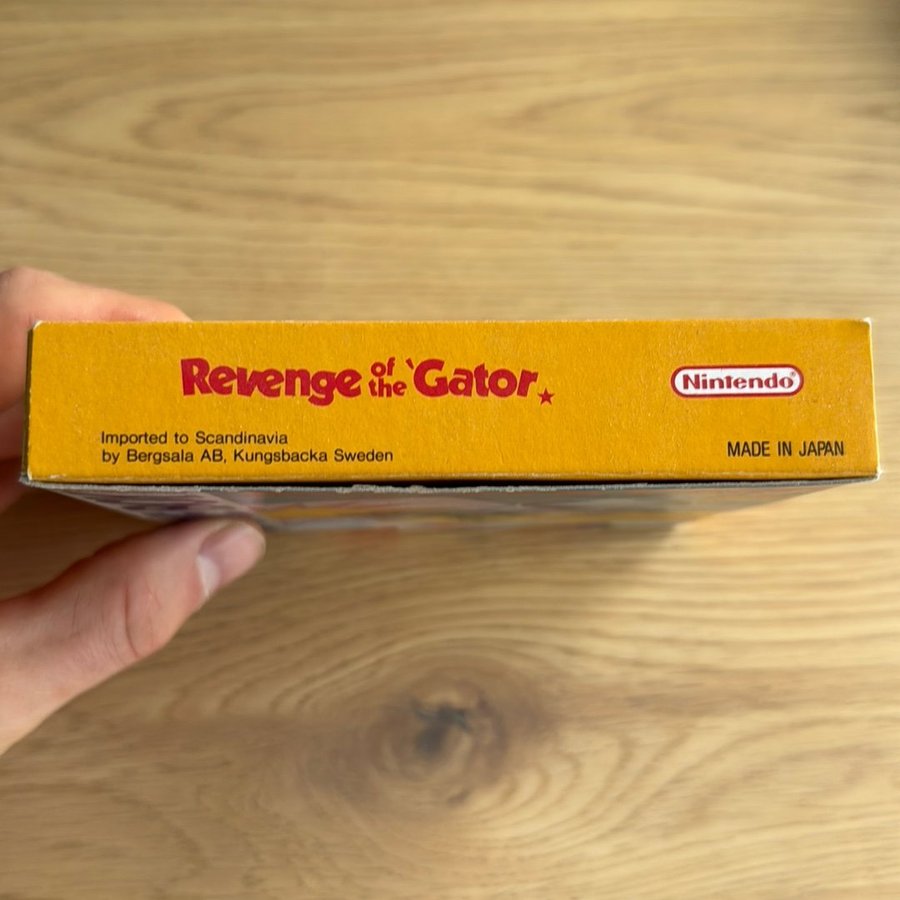 Revenge of the 'Gator
Nintendo®
Imported to Scandinavia
by Bergsala AB, Kungsbacka Sweden
MADE IN JAPAN